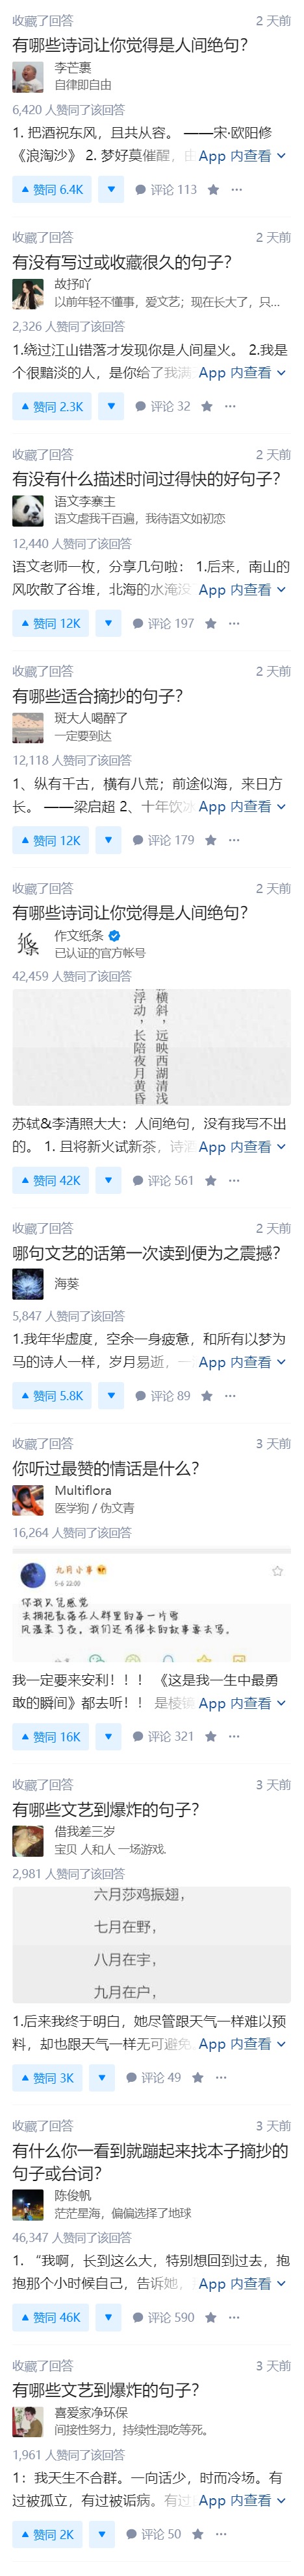 收藏了回答 2 天前
有哪些诗词让你觉得是人间绝句?
李芒裹
自律即自由
6,420 人赞同了该回答
1. 把酒祝东风，且共从容。 ——宋·欧阳修
《浪淘沙》 2. 梦好莫催醒，由 App 内查看
赞同 6.4K 评论 113
收藏了回答 2 天前
有没有写过或收藏很久的句子?
故抒吖
以前年轻不懂事，爱文艺；现在长大了，只...
2,326 人赞同了该回答
1.绕过江山错落才发现你是人间星火。 2.我是
个很黯淡的人，是你给了我满 App 内查看
赞同 2.3K 评论 32
收藏了回答 2 天前
有没有什么描述时间过得快的好句子?
语文李寨主
语文虐我千百遍，我待语文如初恋
12,440 人赞同了该回答
语文老师一枚，分享几句啦： 1.后来，南山的
风吹散了谷堆，北海的水淹没 App 内查看
赞同 12K 评论 197
收藏了回答 2 天前
有哪些适合摘抄的句子?
斑大人喝醉了
一定要到达
12,118 人赞同了该回答
1、纵有千古，横有八荒；前途似海，来日方
长。 ——梁启超 2、十年饮冰 App 内查看
赞同 12K 评论 179
收藏了回答 2 天前
有哪些诗词让你觉得是人间绝句?
纸条
作文纸条
已认证的官方帐号
42,459 人赞同了该回答
横斜，远映西湖清浅
浮动，长陪夜月黄昏
苏轼&李清照大大：人间绝句，没有我写不出
的。 1. 且将新火试新茶，诗酒 App 内查看
赞同 42K 评论 561
收藏了回答 2 天前
哪句文艺的话第一次读到便为之震撼?
海葵
5,847 人赞同了该回答
1.我年华虚度，空余一身疲惫，和所有以梦为
马的诗人一样，岁月易逝，一 App 内查看
赞同 5.8K 评论 89
收藏了回答 3 天前
你听过最赞的情话是什么?
Multiflora
医学狗 / 伪文青
16,264 人赞同了该回答
九月小事
5-6 22:00
去拥抱散落在人群里的每一片雪
风温柔了夜，我们还有很长的故事要去写。
我一定要来安利！！！ 《这是我一生中最勇
敢的瞬间》都去听！！ 是棱镜 App 内查看
赞同 16K 评论 321
收藏了回答 3 天前
有哪些文艺到爆炸的句子?
借我差三岁
宝贝 人和人 一场游戏.
2,981 人赞同了该回答
六月莎鸡振翅，
七月在野，
八月在宇，
九月在户，
1.后来我终于明白，她尽管跟天气一样难以预
料，却也跟天气一样无可避免 App 内查看
赞同 3K 评论 49
收藏了回答 3 天前
有什么你一看到就蹦起来找本子摘抄的
句子或台词?
陈俊帆
茫茫星海，偏偏选择了地球
46,347 人赞同了该回答
1. “我啊，长到这么大，特别想回到过去，抱
抱那个小时候自己，告诉她， App 内查看
赞同 46K 评论 590
收藏了回答 3 天前
有哪些文艺到爆炸的句子?
喜爱家净环保
间接性努力，持续性混吃等死。
1,961 人赞同了该回答
1：我天生不合群。一向话少，时而冷场。有
过被孤立，有过被诟病。有过 App 内查看
赞同 2K 评论 50